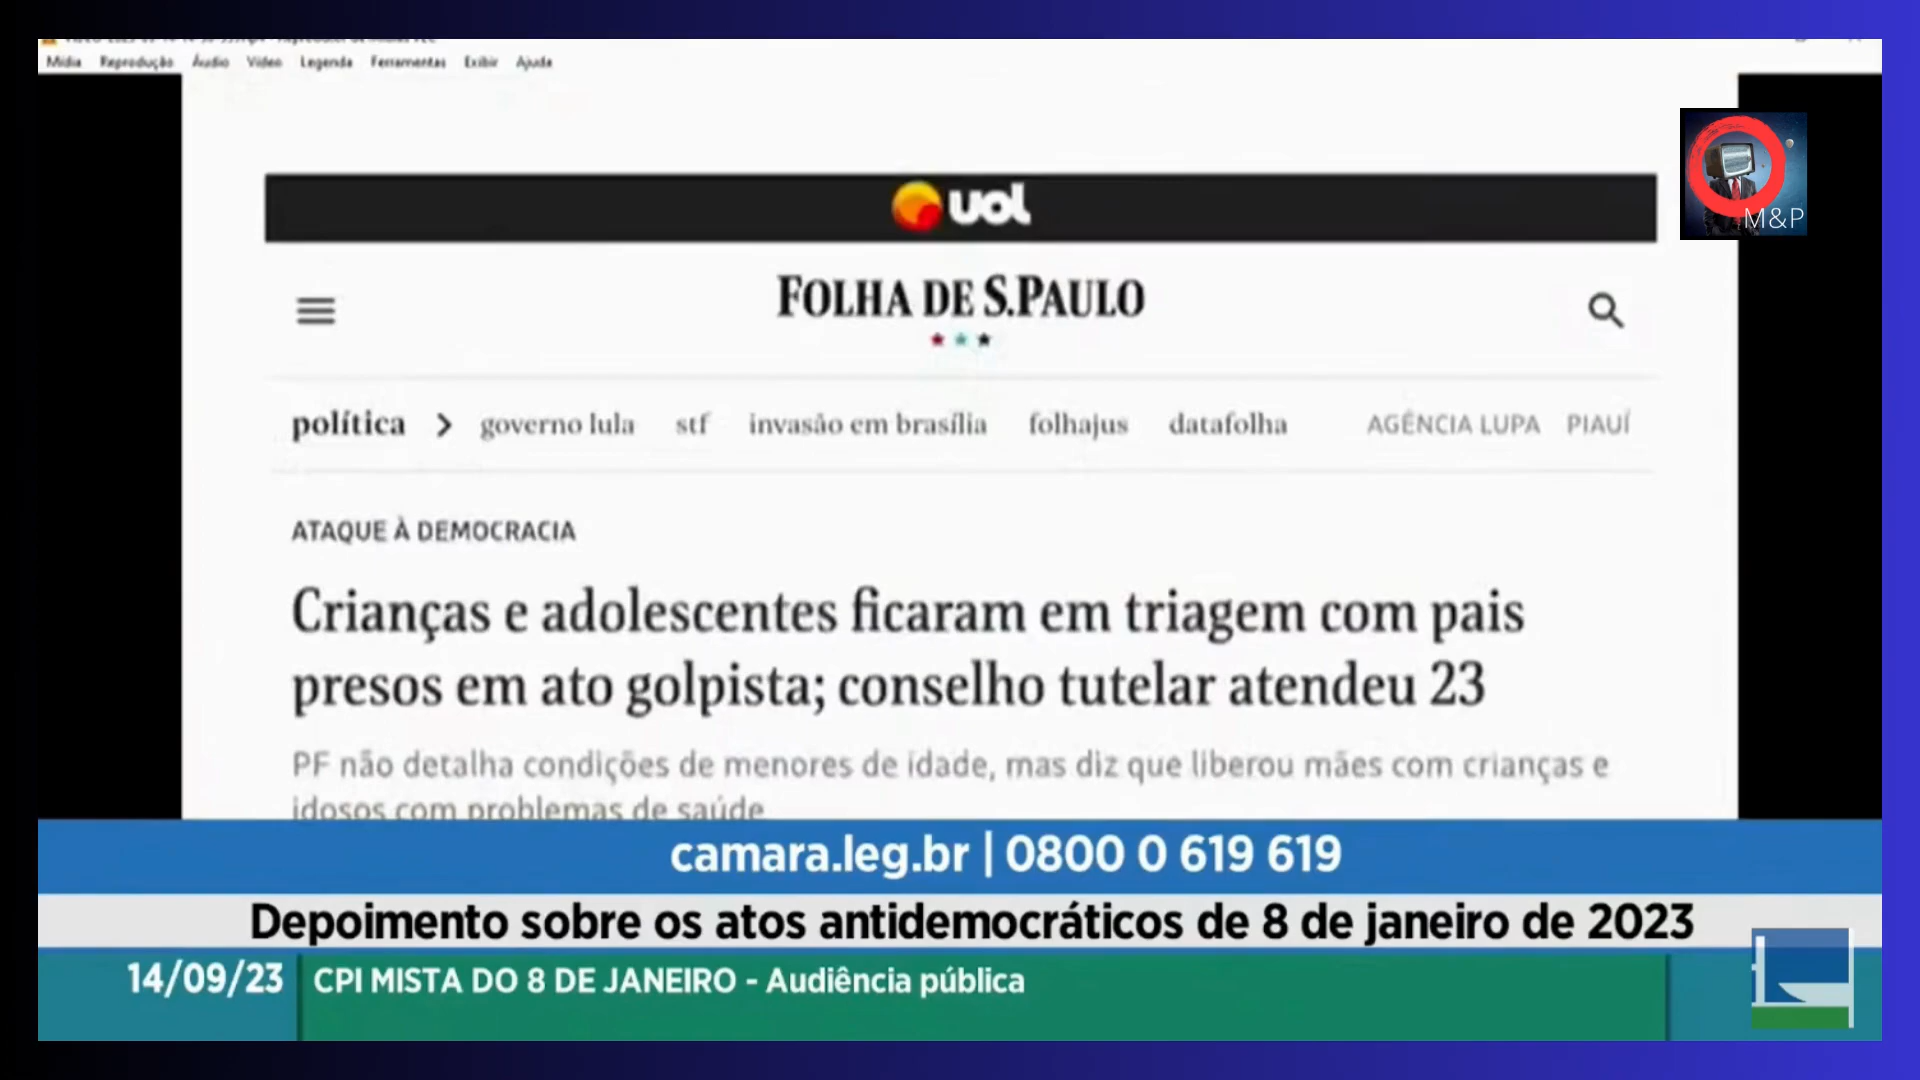 Mídia Reprodução Áudio Vídeo Legenda Ferramentas Exibir Ajuda
M&P
uol
FOLHA DE S.PAULO
política governo lula stf invasão em brasília folhajus datafolha AGÊNCIA LUPA PIAUÍ
ATAQUE À DEMOCRACIA
Crianças e adolescentes ficaram em triagem com pais
presos em ato golpista; conselho tutelar atendeu 23
PF não detalha condições de menores de idade, mas diz que liberou mães com crianças e
idosos com problemas de saúde
camara.leg.br | 0800 0 619 619
Depoimento sobre os atos antidemocráticos de 8 de janeiro de 2023
14/09/23 CPI MISTA DO 8 DE JANEIRO - Audiência pública